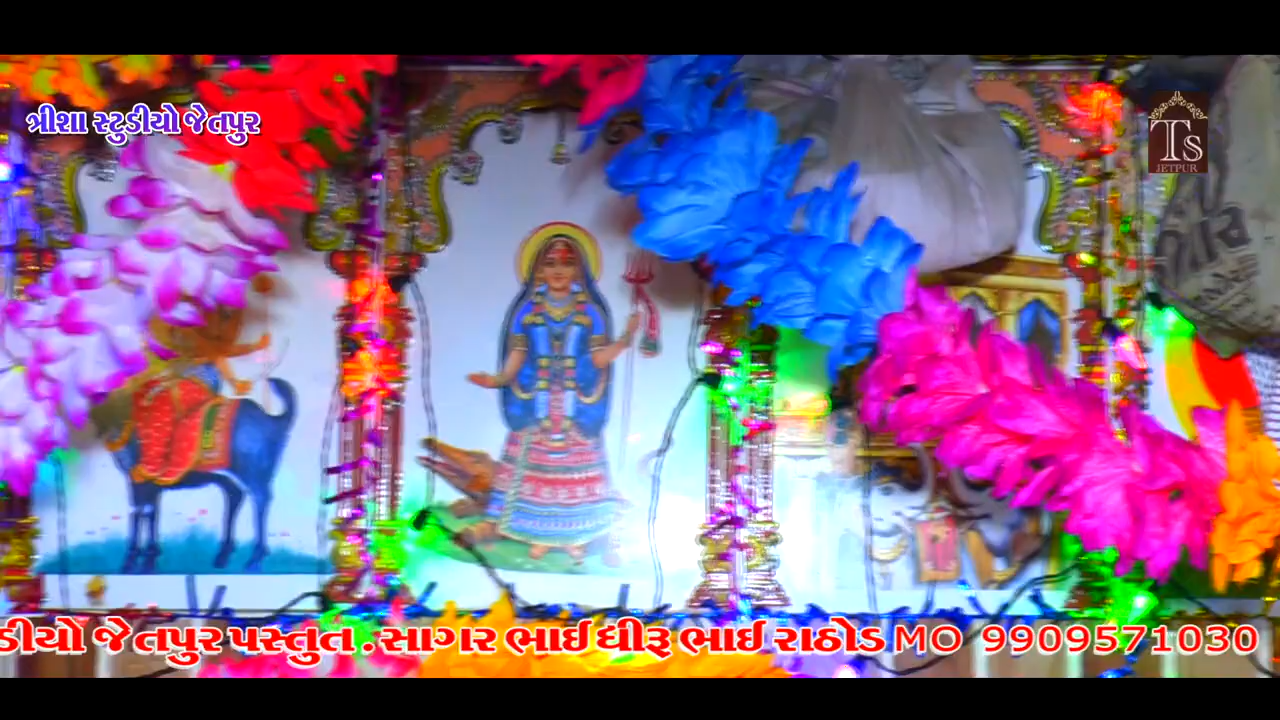 ત્રીશા સ્ટુડીયો જેતપુર
TS
JETPUR
ડીયો જેતપુર પસ્તુત . સાગર ભાઈ ધીરૂ ભાઈ રાઠોડ MO 9909571030